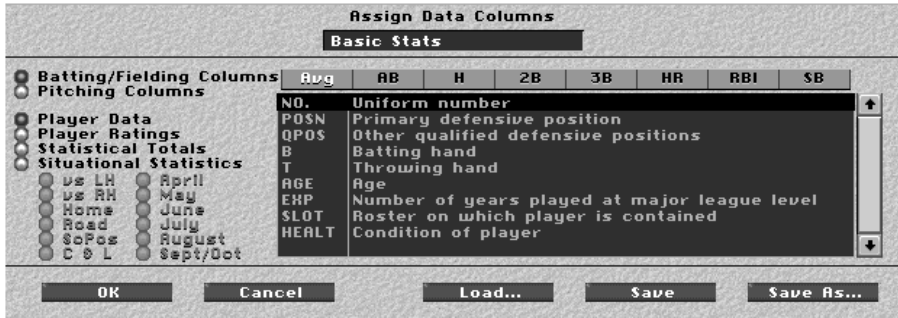 Assign Data Columns
Basic Stats
Batting/Fielding Columns
Pitching Columns
Player Data
Player Ratings
Statistical Totals
Situational Statistics
vs LH April
vs RH May
Home June
Road July
ScPos August
C & L Sept/Oct
Avg AB H 2B 3B HR RBI SB
NO. Uniform number
POSN Primary defensive position
QPOS Other qualified defensive positions
B Batting hand
T Throwing hand
AGE Age
EXP Number of years played at major league level
SLOT Roster on which player is contained
HEALT Condition of player
OK Cancel Load... Save Save As...